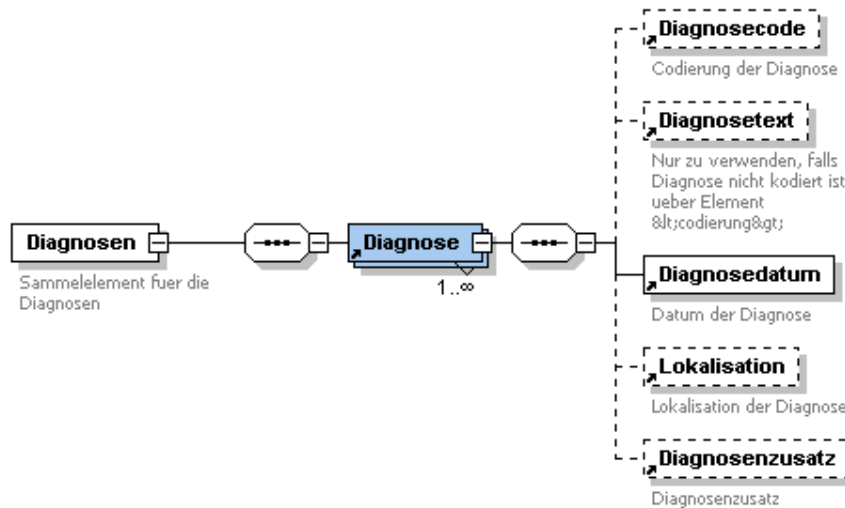 Diagnosecode
Codierung der Diagnose
Diagnosetext
Nur zu verwenden, falls
Diagnose nicht kodiert ist
ueber Element
&lt;codierung&gt;
Diagnosen
Sammelelement fuer die
Diagnosen
Diagnose
1..∞
Diagnosedatum
Datum der Diagnose
Lokalisation
Lokalisation der Diagnose
Diagnosenzusatz
Diagnosenzusatz